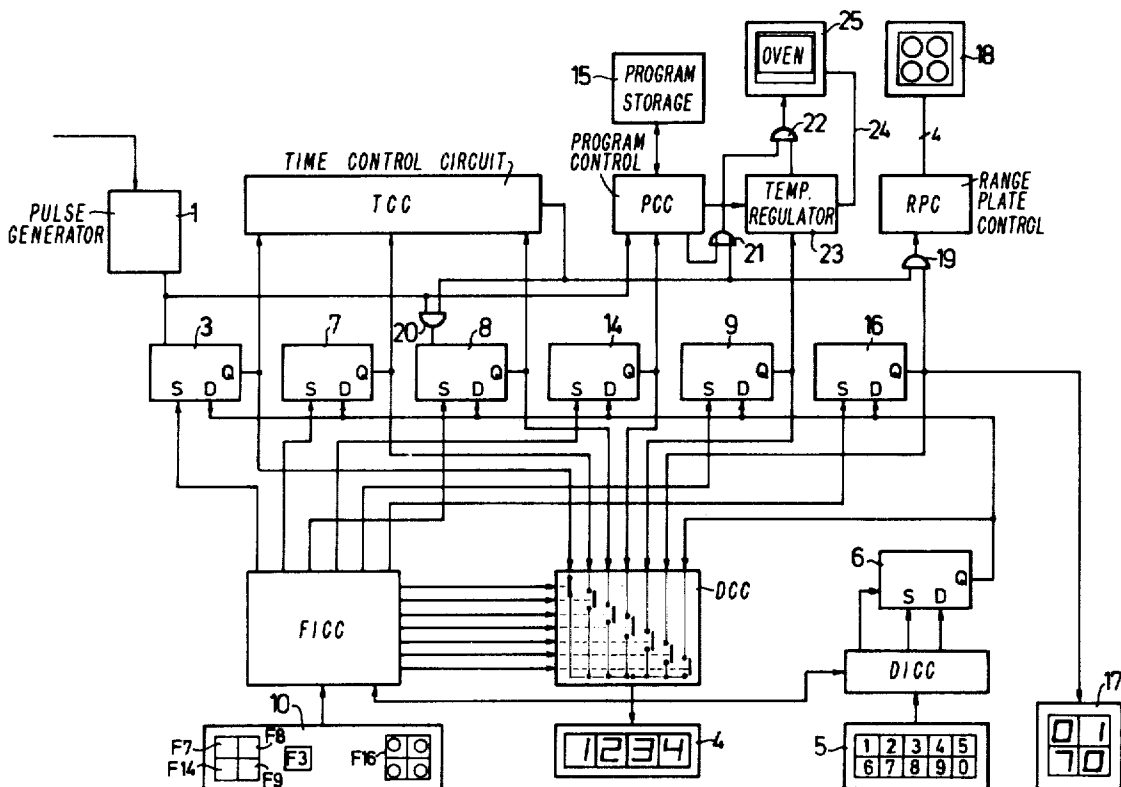 25
OVEN
18
15
PROGRAM
STORAGE
22
24
4
PROGRAM
CONTROL
TIME CONTROL CIRCUIT
TCC
PCC
TEMP.
REGULATOR
RPC
RANGE
PLATE
CONTROL
PULSE
GENERATOR
1
21
23
19
20
3
7
8
14
9
16
S D Q
S D Q
S D Q
S D Q
S D Q
S D Q
6
S D Q
FICC
DCC
DICC
10
F7 F8
F14 F9
F3
F16
1234
4
5
1 2 3 4 5
6 7 8 9 0
17
01
70